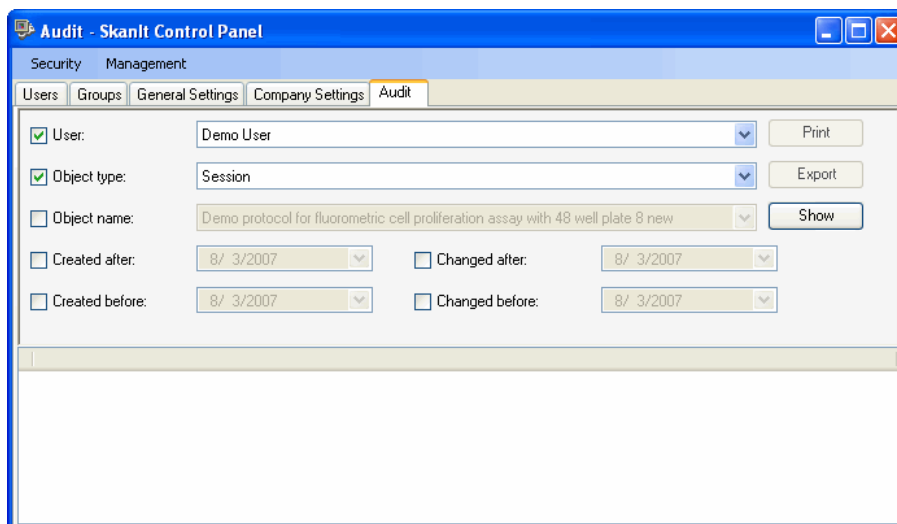 Audit - SkanIt Control Panel
Security Management
Users Groups General Settings Company Settings Audit
User: Demo User Print
Object type: Session Export
Object name: Demo protocol for fluorometric cell proliferation assay with 48 well plate 8 new Show
Created after: 8/ 3/2007 Changed after: 8/ 3/2007
Created before: 8/ 3/2007 Changed before: 8/ 3/2007